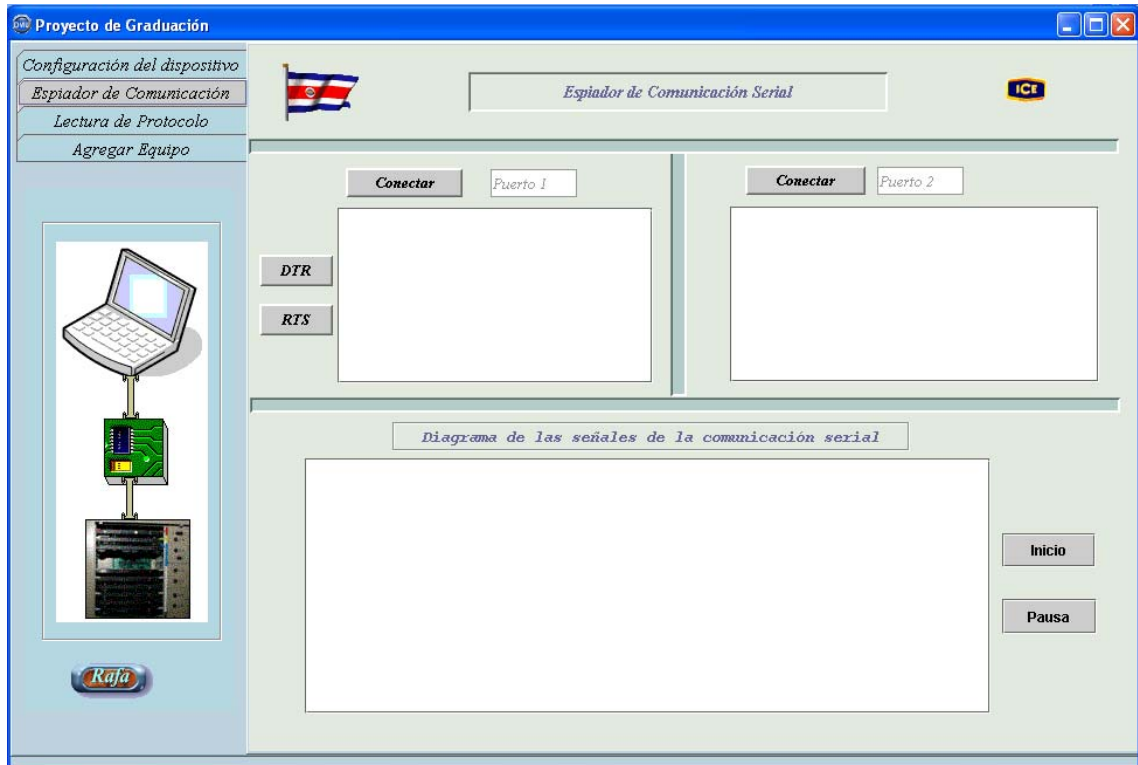 Proyecto de Graduación
Configuración del dispositivo
Espiador de Comunicación
Lectura de Protocolo
Agregar Equipo
Espiador de Comunicación Serial
ICE
Conectar
Puerto 1
Conectar
Puerto 2
DTR
RTS
Diagrama de las señales de la comunicación serial
Inicio
Pausa
Rafa